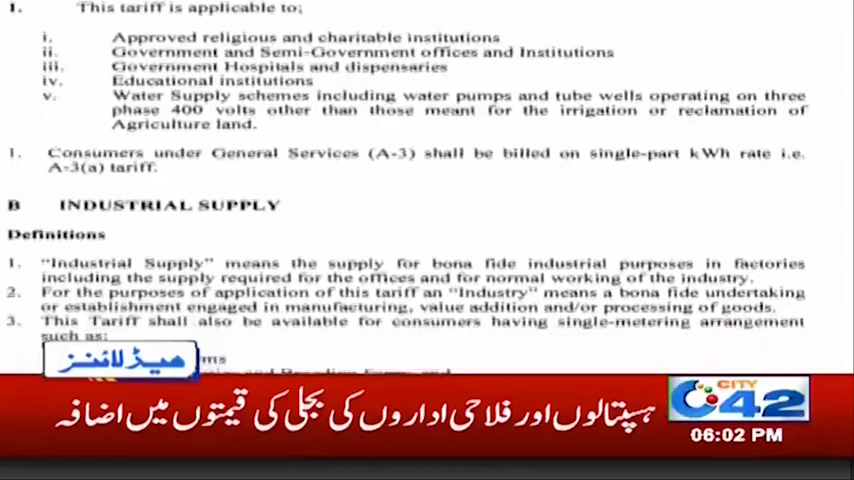 1. This tariff is applicable to;
i. Approved religious and charitable institutions
ii. Government and Semi-Government offices and Institutions
iii. Government Hospitals and dispensaries
iv. Educational institutions
v. Water Supply schemes including water pumps and tube wells operating on three
phase 400 volts other than those meant for the irrigation or reclamation of
Agriculture land.
1. Consumers under General Services (A-3) shall be billed on single-part kWh rate i.e.
A-3(a) tariff.
B INDUSTRIAL SUPPLY
Definitions
1. "Industrial Supply" means the supply for bona fide industrial purposes in factories
including the supply required for the offices and for normal working of the industry.
2. For the purposes of application of this tariff an "Industry" means a bona fide undertaking
or establishment engaged in manufacturing, value addition and/or processing of goods.
3. This Tariff shall also be available for consumers having single-metering arrangement
such as:
ہیڈلائنز
ہسپتالوں اور فلاحی اداروں کی بجلی کی قیمتوں میں اضافہ
CITY
42
06:02 PM